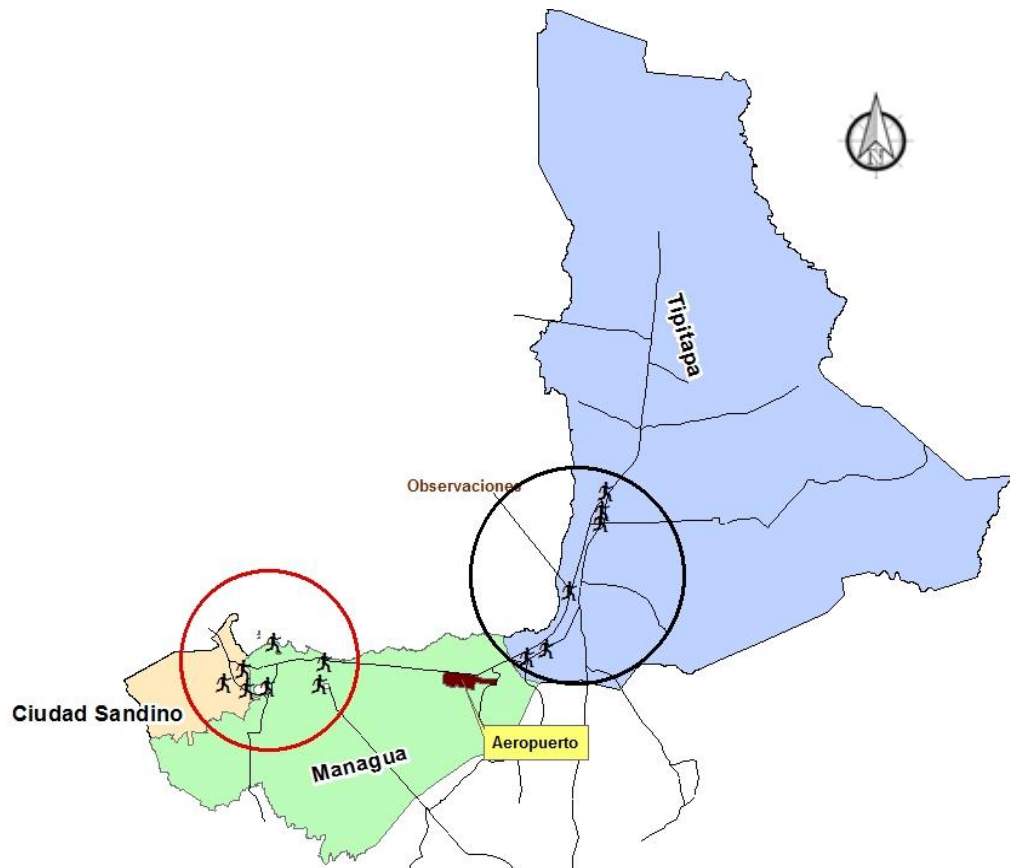 N
Tipitapa
Observaciones
Ciudad Sandino
Managua
Aeropuerto